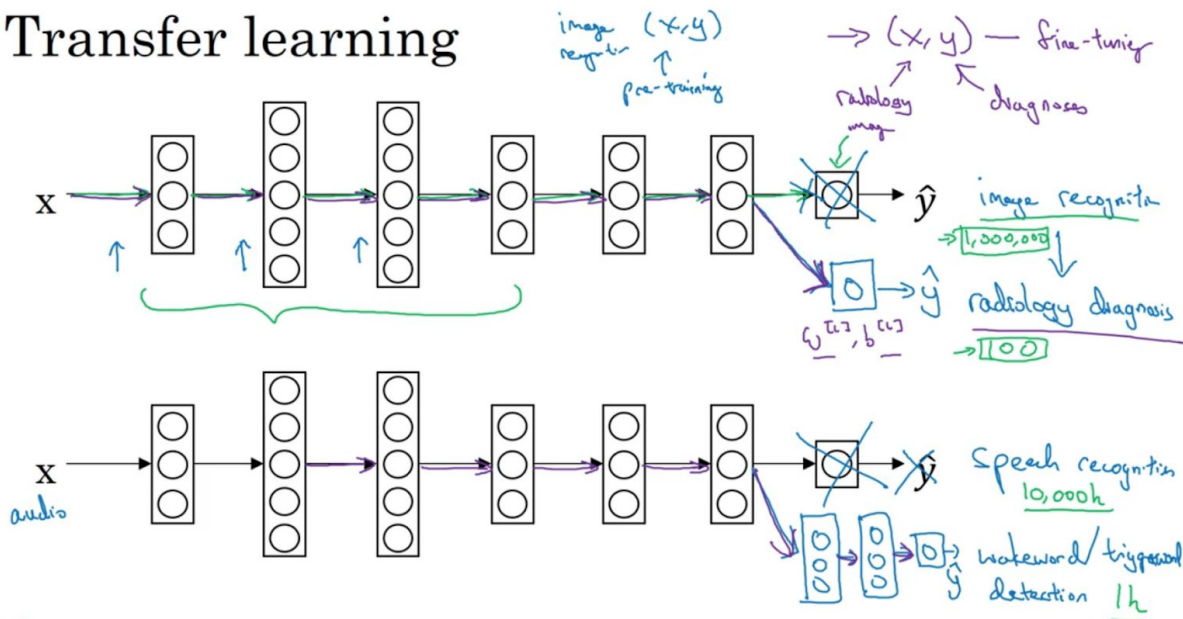 Transfer learning
image recognition (x,y)
↑
pre-training
→ (x,y) — fine-tuning
radiology image
diagnoses
x
ŷ
image recognition
→ 1,000,000
↓
↑ ↑ ↑
→ ŷ
radiology diagnosis
w[L], b[L]
→ 100
x
audio
ŷ
Speech recognition
10,000h
ŷ
wakeword/triggerword
detection 1h